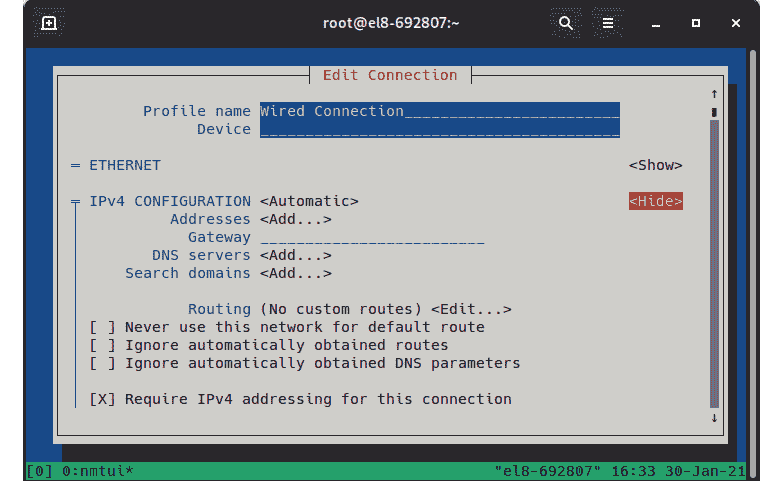 root@el8-692807:~
Edit Connection
Profile name Wired Connection________________________
Device ________________________________________
= ETHERNET <Show>
= IPv4 CONFIGURATION <Automatic> <Hide>
Addresses <Add...>
Gateway _________________________
DNS servers <Add...>
Search domains <Add...>
Routing (No custom routes) <Edit...>
[ ] Never use this network for default route
[ ] Ignore automatically obtained routes
[ ] Ignore automatically obtained DNS parameters
[X] Require IPv4 addressing for this connection
[0] 0:nmtui* "el8-692807" 16:33 30-Jan-21